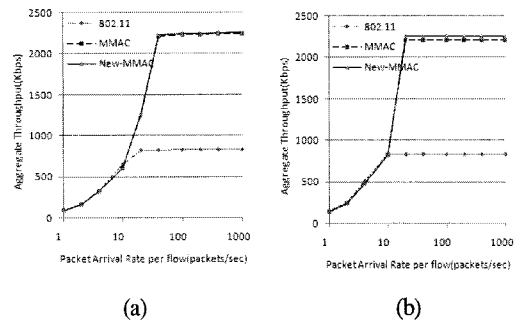 802.11
MMAC
New-MMAC
Aggregate Throughput(Kbps)
2500
2000
1500
1000
500
0
1
10
100
1000
Packet Arrival Rate per flow(packets/sec)
(a)
802.11
MMAC
New-MMAC
Aggregate Throughput(Kbps)
2500
2000
1500
1000
500
0
1
10
100
1000
Packet Arrival Rate per flow(packets/sec)
(b)